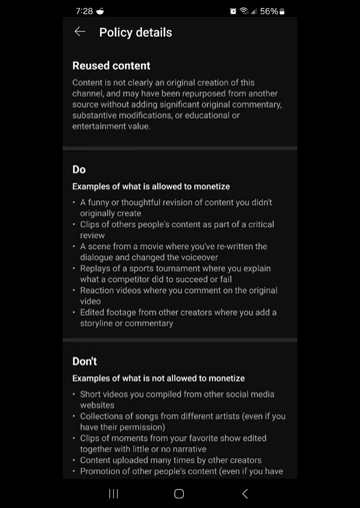 7:28 56%
Policy details
Reused content
Content is not clearly an original creation of this
channel, and may have been repurposed from another
source without adding significant original commentary,
substantive modifications, or educational or
entertainment value.
Do
Examples of what is allowed to monetize
• A funny or thoughtful revision of content you didn't
originally create
• Clips of others people's content as part of a critical
review
• A scene from a movie where you've re-written the
dialogue and changed the voiceover
• Replays of a sports tournament where you explain
what a competitor did to succeed or fail
• Reaction videos where you comment on the original
video
• Edited footage from other creators where you add a
storyline or commentary
Don't
Examples of what is not allowed to monetize
• Short videos you compiled from other social media
websites
• Collections of songs from different artists (even if you
have their permission)
• Clips of moments from your favorite show edited
together with little or no narrative
• Content uploaded many times by other creators
• Promotion of other people's content (even if you have